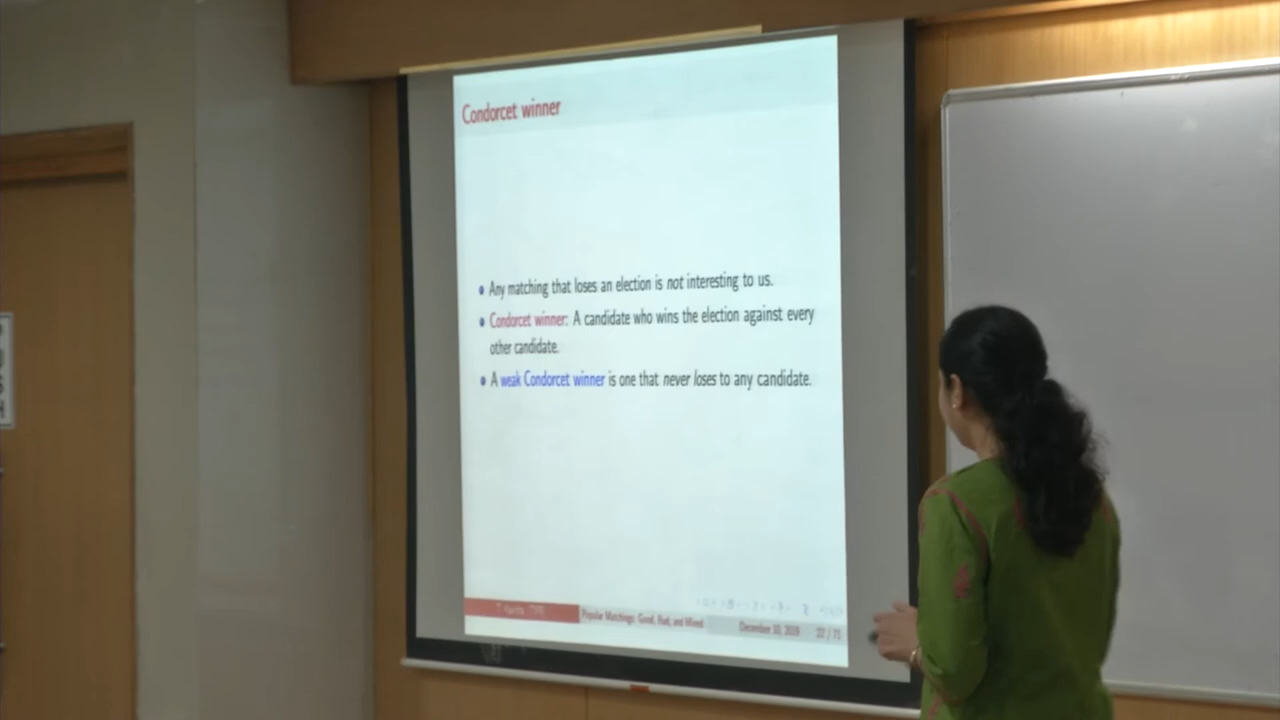 Condorcet winner
Any matching that loses an election is not interesting to us.
Condorcet winner: A candidate who wins the election against every
other candidate.
A weak Condorcet winner is one that never loses to any candidate.
Popular Matchings: Good, Bad, and Mixed
December 10, 2019
22 / 71